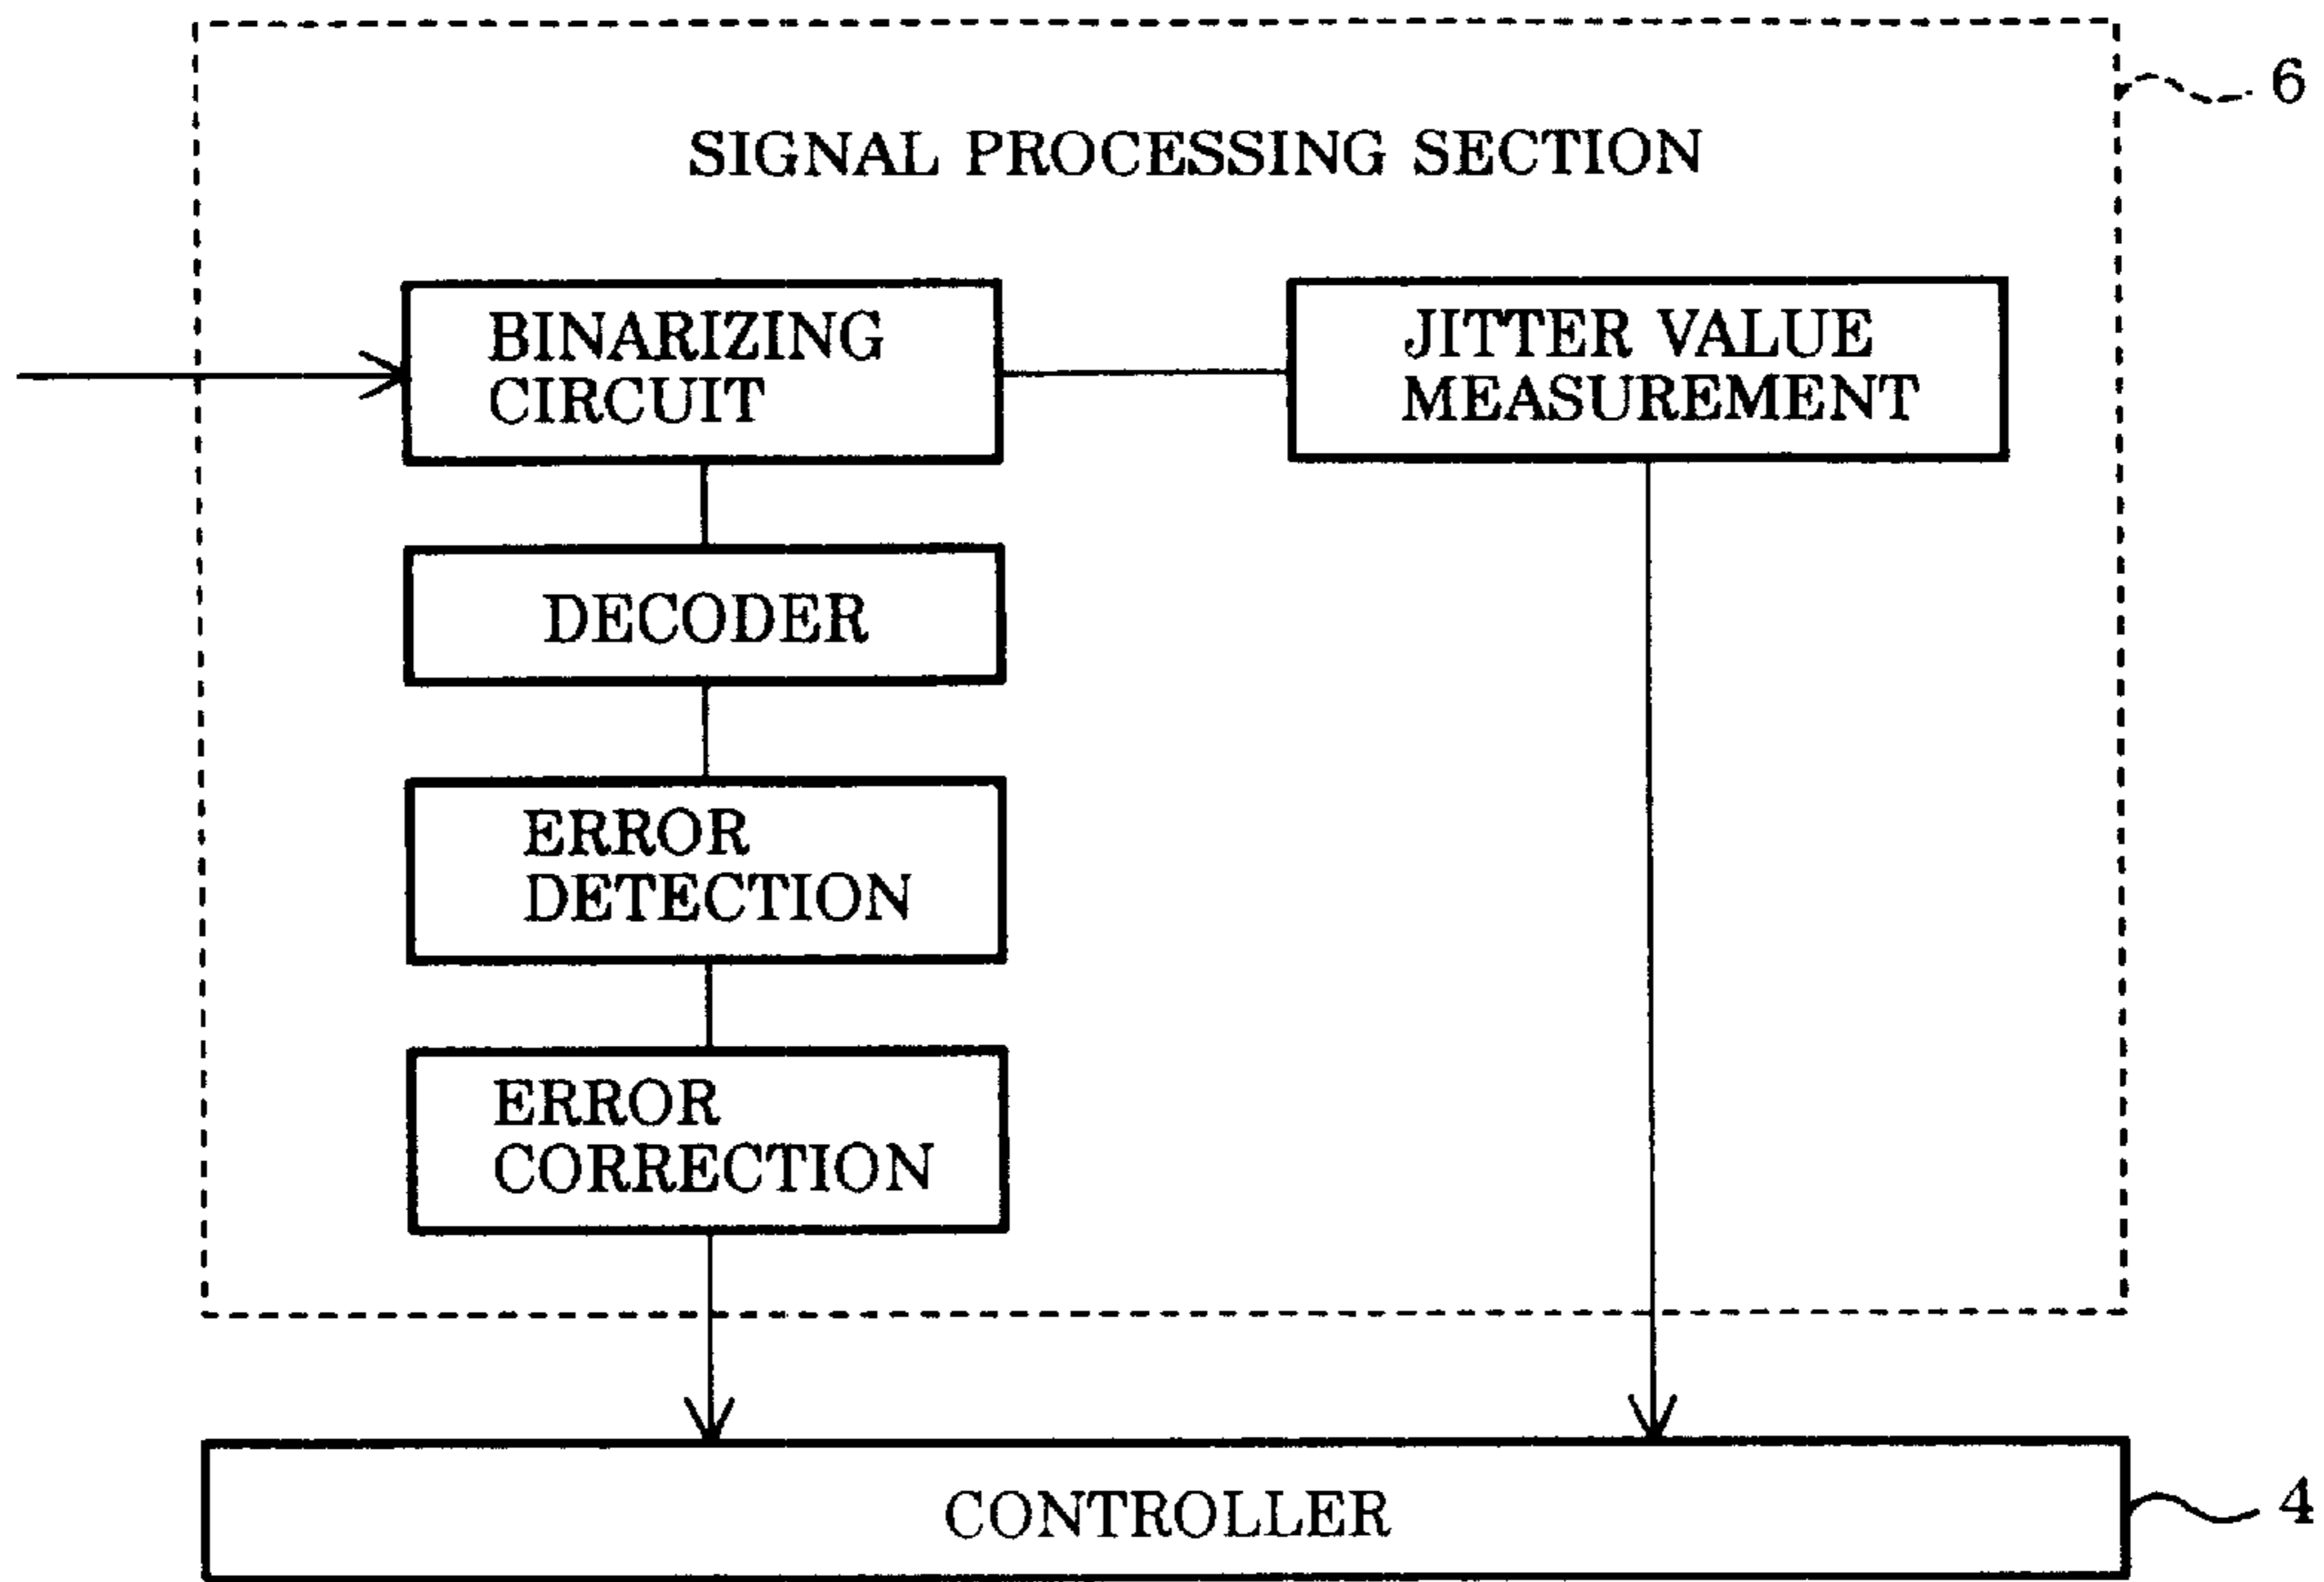 6
SIGNAL PROCESSING SECTION
BINARIZING
CIRCUIT
JITTER VALUE
MEASUREMENT
DECODER
ERROR
DETECTION
ERROR
CORRECTION
CONTROLLER
4